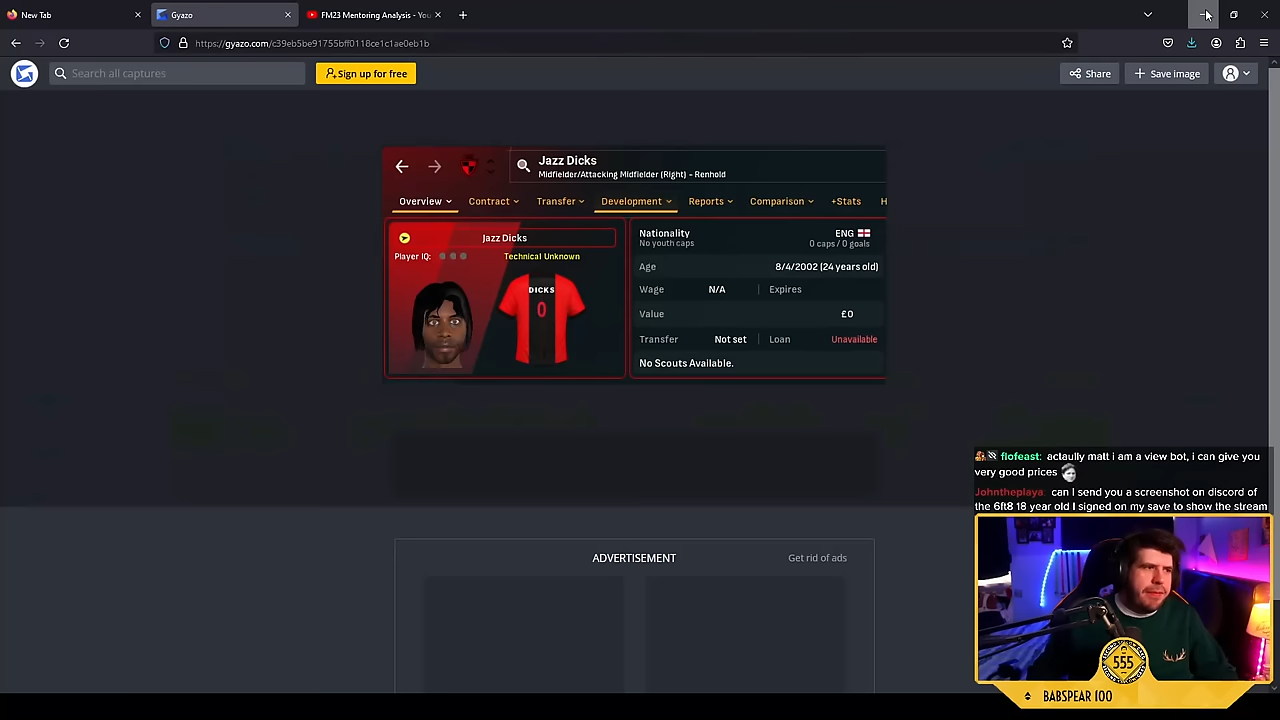 New Tab
Gyazo
FM23 Mentoring Analysis - You
https://gyazo.com/c39eb5be91755bff0118ce1c1ae0eb1b
Search all captures
Sign up for free
Share
Save image
Jazz Dicks
Midfielder/Attacking Midfielder (Right) - Renhold
Overview
Contract
Transfer
Development
Reports
Comparison
+Stats
H
Jazz Dicks
Player IQ:
Technical Unknown
DICKS
0
Nationality
ENG
No youth caps
0 caps / 0 goals
Age
8/4/2002 (24 years old)
Wage
N/A
Expires
Value
£0
Transfer
Not set
Loan
Unavailable
No Scouts Available.
flofeast: actaully matt i am a view bot, i can give you
very good prices
Johntheplaya: can I send you a screenshot on discord of
the 6ft8 18 year old I signed on my save to show the stream
ADVERTISEMENT
Get rid of ads
555
BABSPEAR 100